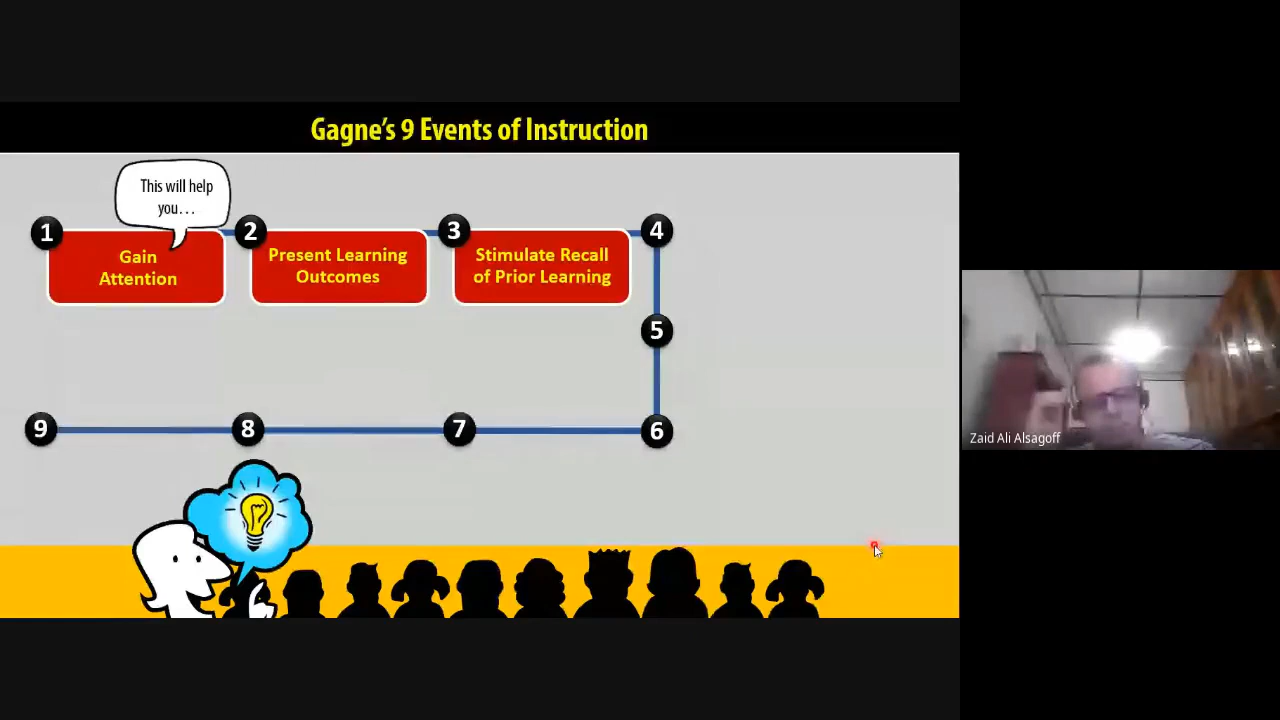 Gagne's 9 Events of Instruction
This will help
you...
1
Gain
Attention
2
Present Learning
Outcomes
3
Stimulate Recall
of Prior Learning
4
5
6
7
8
9
Zaid Ali Alsagoff